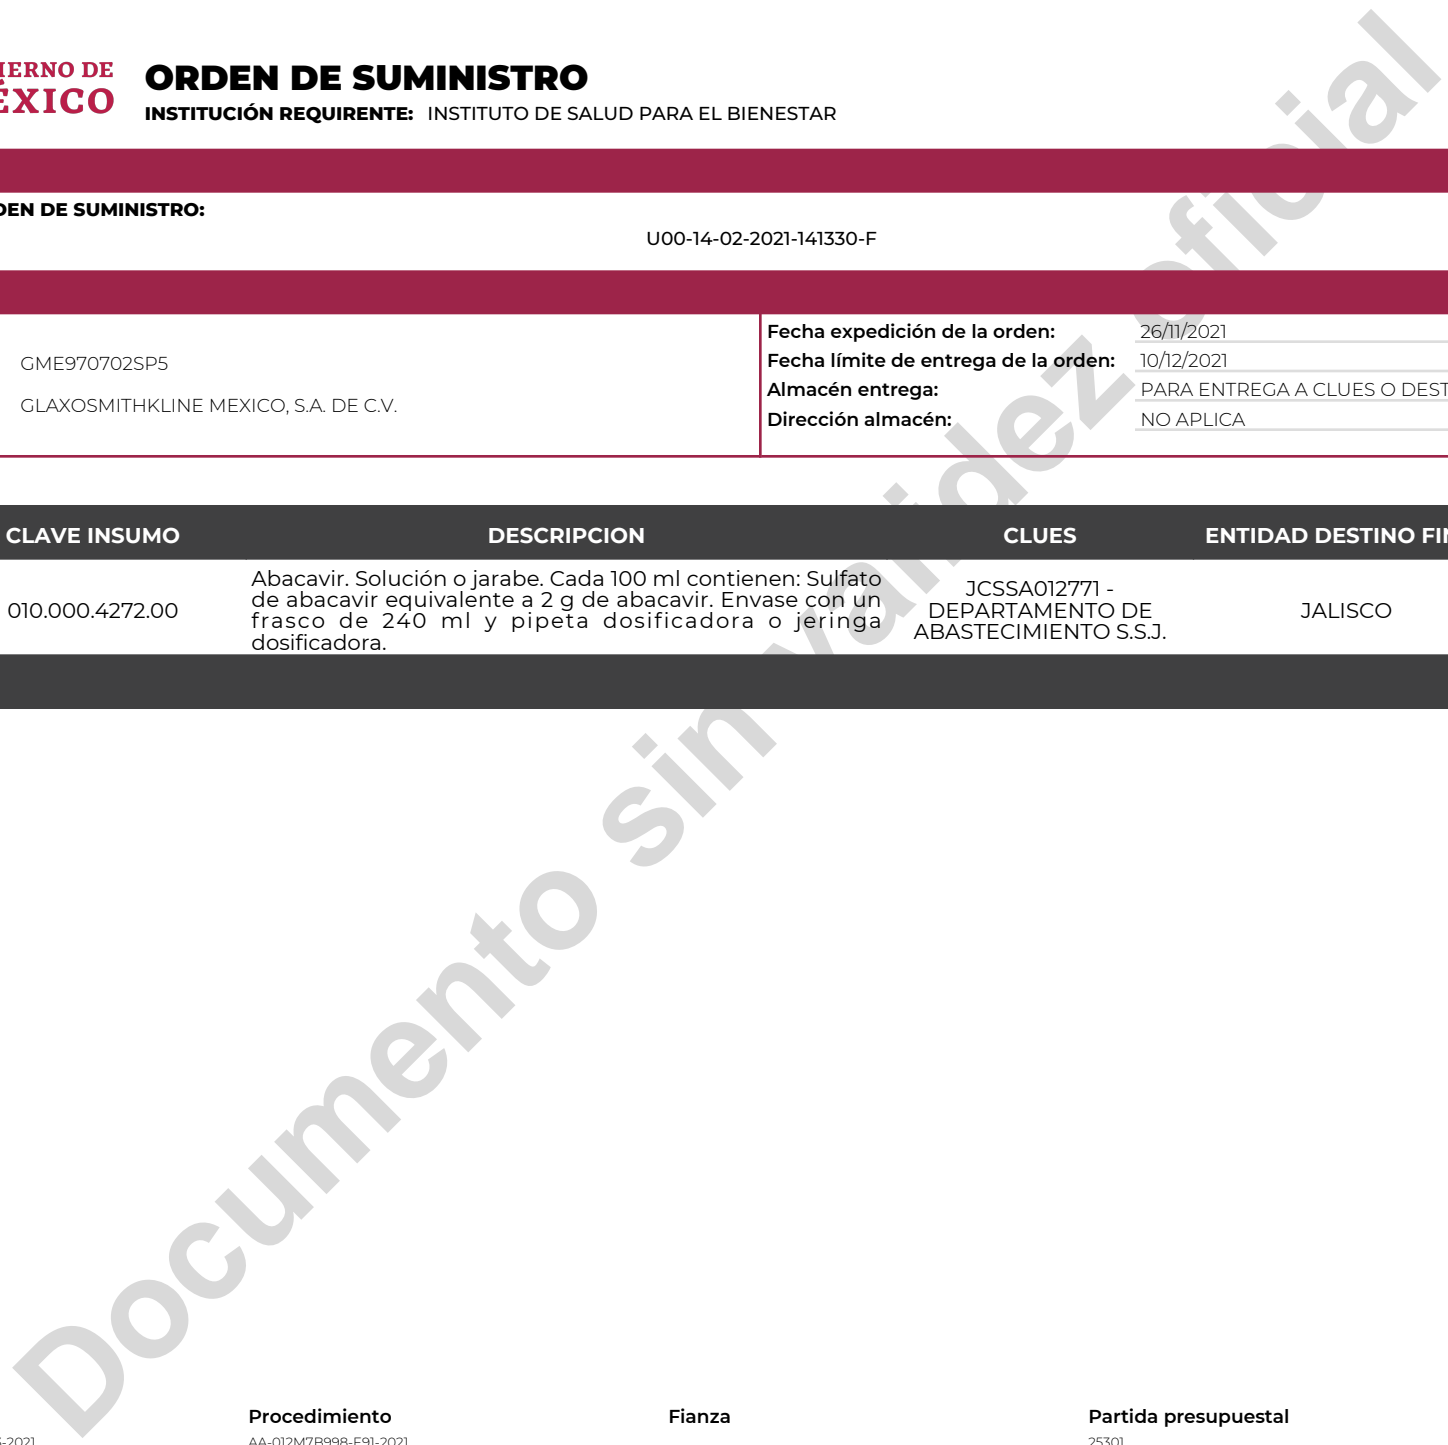 IERNO DE
ÉXICO
ORDEN DE SUMINISTRO
INSTITUCIÓN REQUIRENTE: INSTITUTO DE SALUD PARA EL BIENESTAR
DEN DE SUMINISTRO:
U00-14-02-2021-141330-F
GME970702SP5
GLAXOSMITHKLINE MEXICO, S.A. DE C.V.
Fecha expedición de la orden: 26/11/2021
Fecha límite de entrega de la orden: 10/12/2021
Almacén entrega: PARA ENTREGA A CLUES O DEST
Dirección almacén: NO APLICA
CLAVE INSUMO DESCRIPCION CLUES ENTIDAD DESTINO FIN
010.000.4272.00
Abacavir. Solución o jarabe. Cada 100 ml contienen: Sulfato
de abacavir equivalente a 2 g de abacavir. Envase con un
frasco de 240 ml y pipeta dosificadora o jeringa
dosificadora.
JCSSA012771 -
DEPARTAMENTO DE
ABASTECIMIENTO S.S.J.
JALISCO
Documento sin validez oficial
Procedimiento Fianza Partida presupuestal
-2021 AA-012M7B998-E91-2021 25301